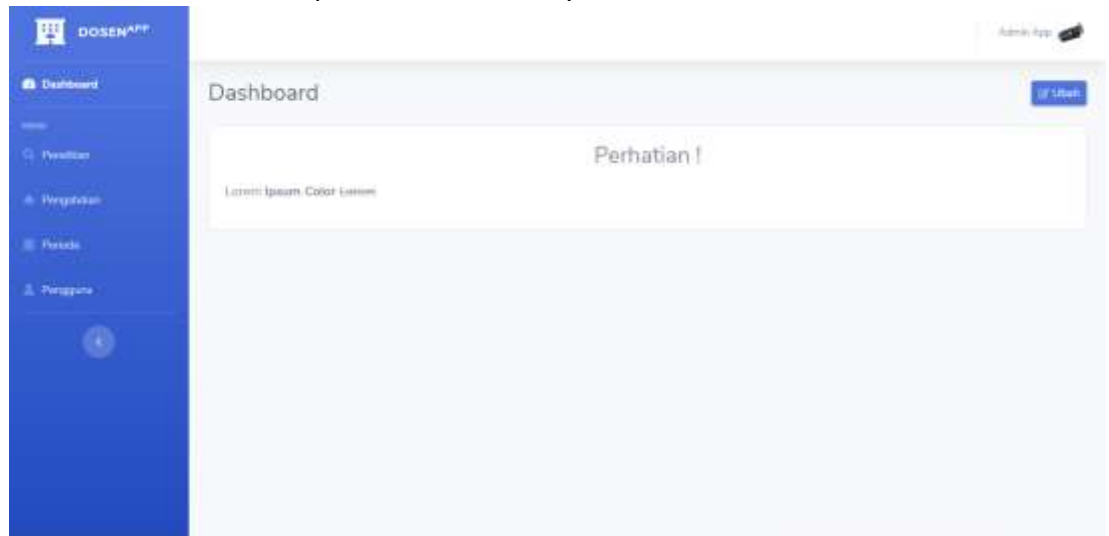 DOSENAPP
Admin App
Dashboard
Dashboard
Ubah
Penelitian
Perhatian !
Lorem Ipsum Color Lorem
Pengabdian
Periode
Pengguna